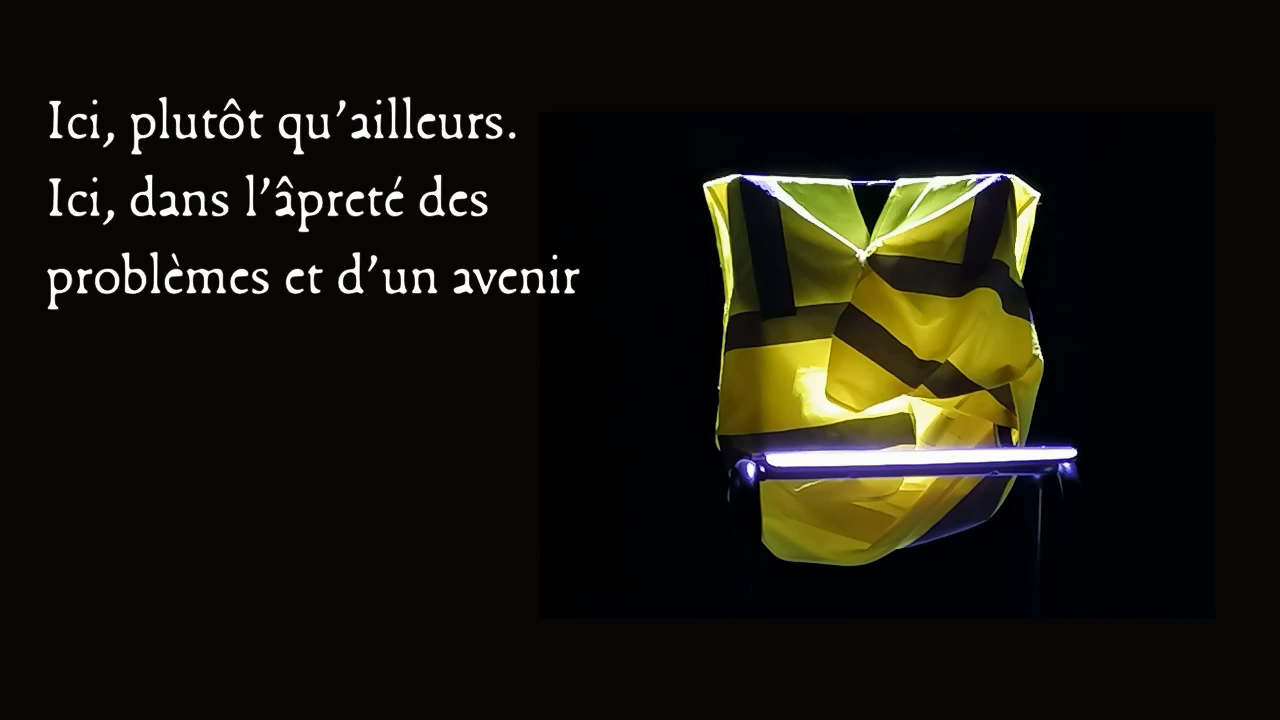 Ici, plutôt qu’ailleurs.
Ici, dans l’âpreté des
problèmes et d’un avenir